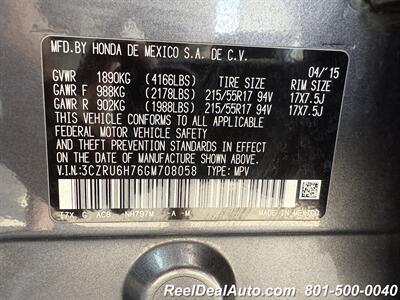 MFD.BY HONDA DE MEXICO S.A. DE C.V.
04/'15
GVWR 1890KG (4166LBS) TIRE SIZE RIM SIZE
GAWR F 988KG (2178LBS) 215/55R17 94V 17X7.5J
GAWR R 902KG (1988LBS) 215/55R17 94V 17X7.5J
THIS VEHICLE CONFORMS TO ALL APPLICABLE
FEDERAL MOTOR VEHICLE SAFETY AND
THEFT PREVENTION STANDARDS IN EFFECT ON
THE DATE OF MANUFACTURE SHOWN ABOVE.
V.I.N:3CZRU6H76GM708058 TYPE: MPV
T7X G AC8 NH797M -A -M MADE IN MEXICO
ReelDealAuto.com 801-500-0040